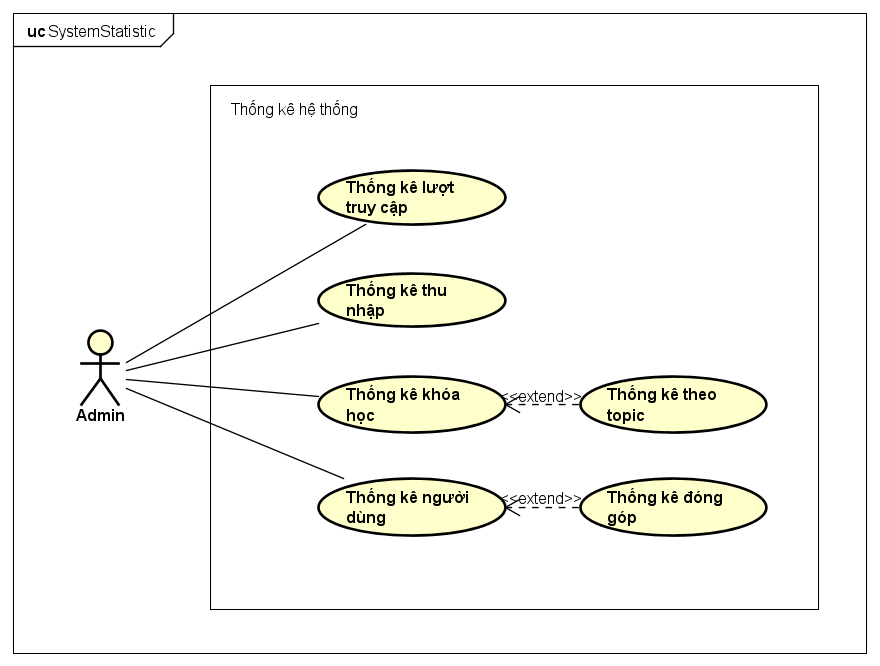 uc SystemStatistic
Thống kê hệ thống
Thống kê lượt
truy cập
Thống kê thu
nhập
Thống kê khóa
học
<<extend>>
Thống kê theo
topic
Admin
Thống kê người
dùng
<<extend>>
Thống kê đóng
góp